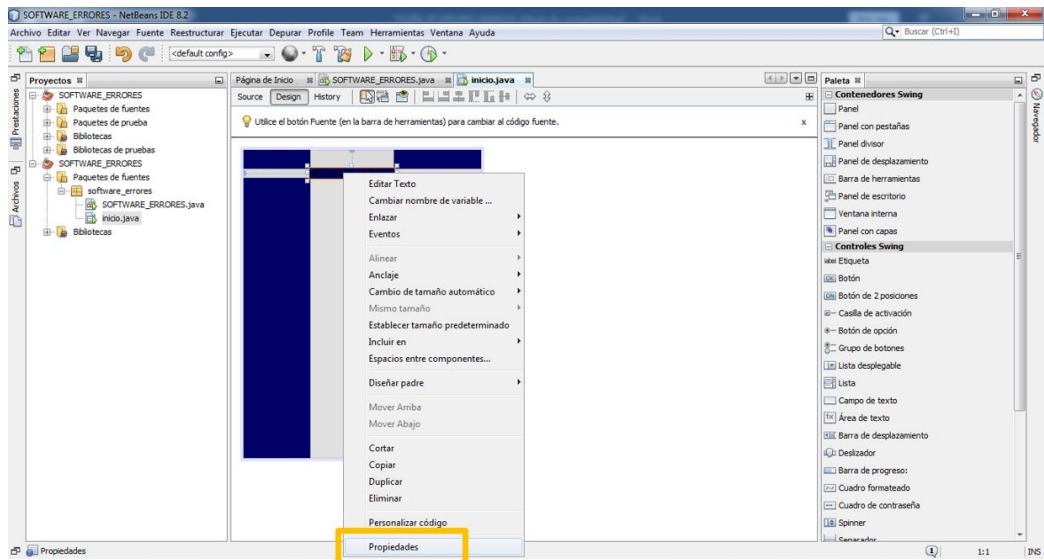 SOFTWARE_ERRORES - NetBeans IDE 8.2
Archivo Editar Ver Navegar Fuente Reestructurar Ejecutar Depurar Profile Team Herramientas Ventana Ayuda
Buscar (Ctrl+I)
<default config>
Proyectos
SOFTWARE_ERRORES
Paquetes de fuentes
Paquetes de prueba
Bibliotecas
Bibliotecas de pruebas
SOFTWARE_ERRORES
Paquetes de fuentes
software_errores
SOFTWARE_ERRORES.java
inicio.java
Bibliotecas
Prestaciones
Archivos
Página de Inicio SOFTWARE_ERRORES.java inicio.java
Source Design History
Utilice el botón Fuente (en la barra de herramientas) para cambiar al código fuente. x
Editar Texto
Cambiar nombre de variable ...
Enlazar
Eventos
Alinear
Anclaje
Cambio de tamaño automático
Mismo tamaño
Establecer tamaño predeterminado
Incluir en
Espacios entre componentes...
Diseñar padre
Mover Arriba
Mover Abajo
Cortar
Copiar
Duplicar
Eliminar
Personalizar código
Propiedades
Paleta
Contenedores Swing
Panel
Panel con pestañas
Panel divisor
Panel de desplazamiento
Barra de herramientas
Panel de escritorio
Ventana interna
Panel con capas
Controles Swing
label Etiqueta
OK Botón
ON Botón de 2 posiciones
Casilla de activación
Botón de opción
Grupo de botones
Lista desplegable
Lista
Campo de texto
Área de texto
Barra de desplazamiento
Deslizador
Barra de progreso:
Cuadro formateado
Cuadro de contraseña
Spinner
Separador
Navegador
Propiedades
1:1 INS